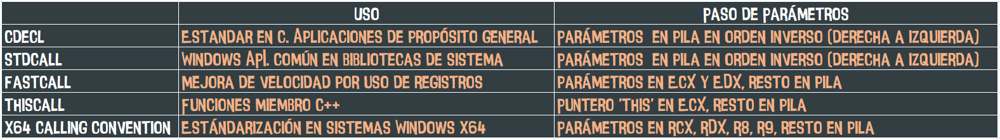 USO PASO DE PARÁMETROS
CDECL ESTANDAR EN C. APLICACIONES DE PROPÓSITO GENERAL PARÁMETROS EN PILA EN ORDEN INVERSO (DERECHA A IZQUIERDA)
STDCALL WINDOWS API. COMÚN EN BIBLIOTECAS DE SISTEMA PARÁMETROS EN PILA EN ORDEN INVERSO (DERECHA A IZQUIERDA)
FASTCALL MEJORA DE VELOCIDAD POR USO DE REGISTROS PARÁMETROS EN ECX Y EDX, RESTO EN PILA
THISCALL FUNCIONES MIEMBRO C++ PUNTERO 'THIS' EN ECX, RESTO EN PILA
X64 CALLING CONVENTION ESTÁNDARIZACIÓN EN SISTEMAS WINDOWS X64 PARÁMETROS EN RCX, RDX, R8, R9, RESTO EN PILA